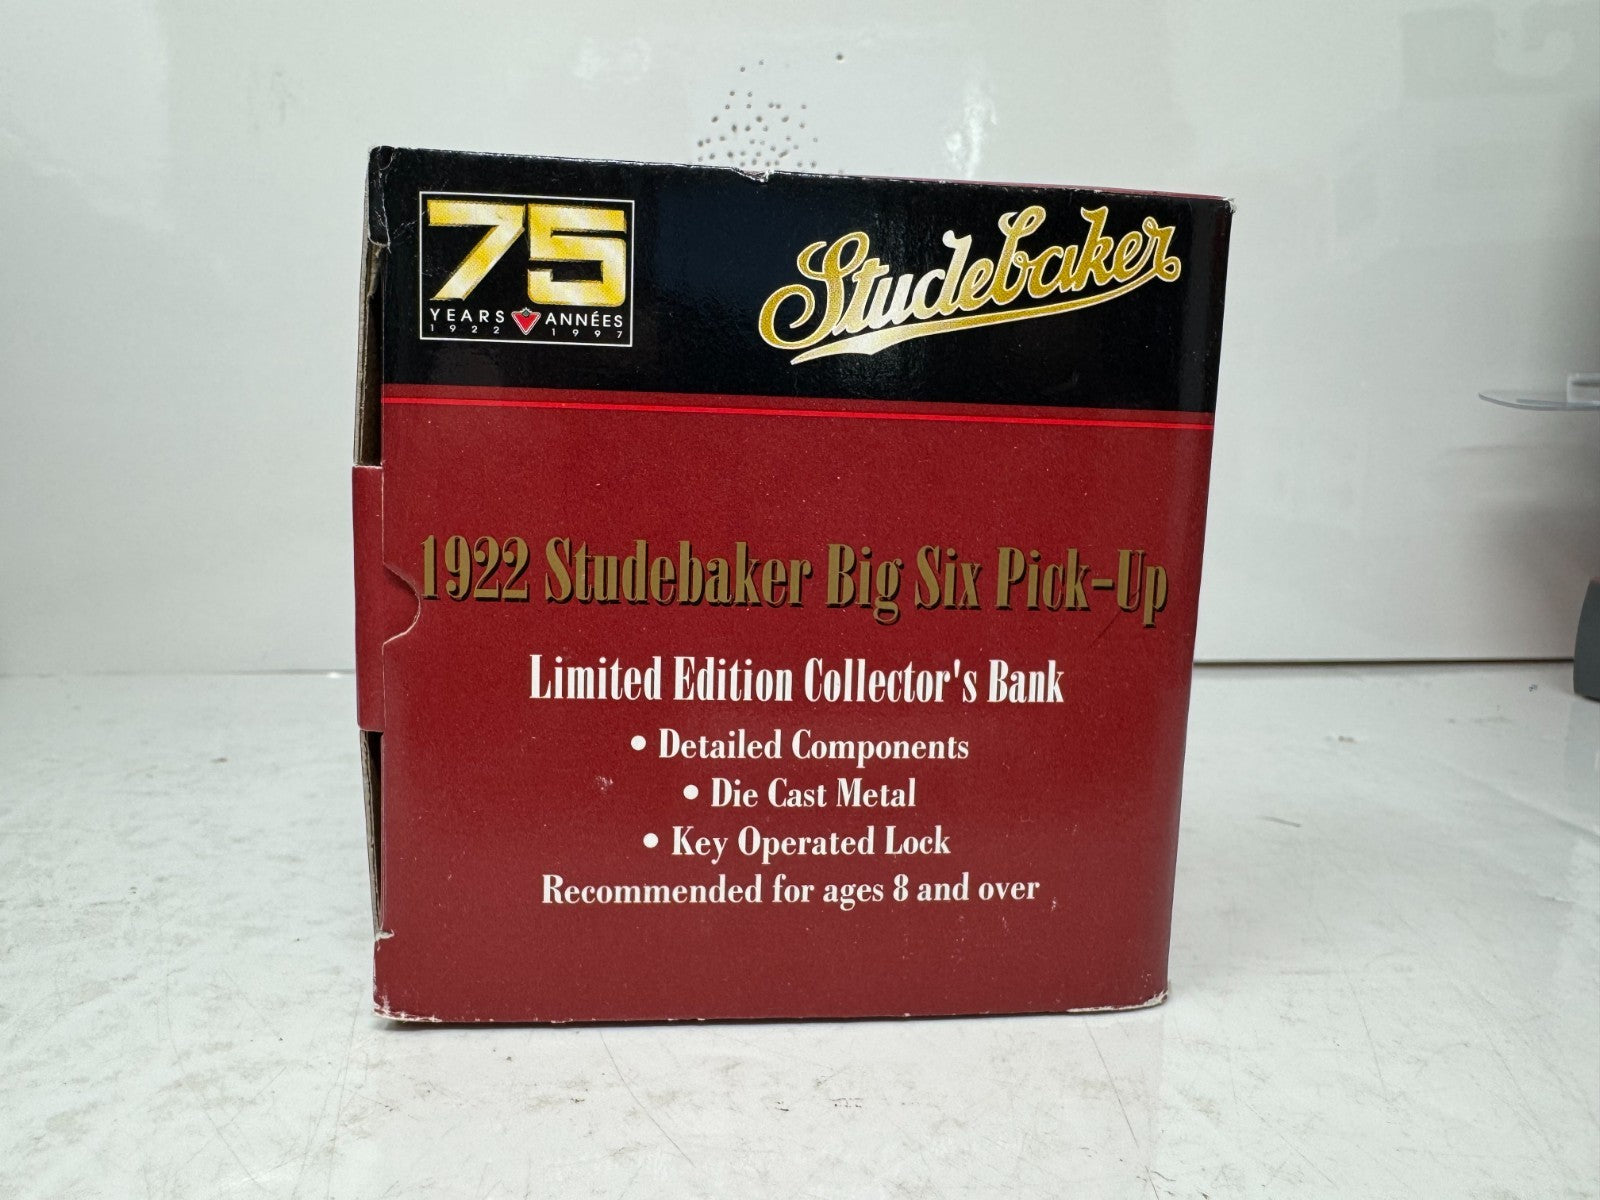 75
YEARS ANNÉES
1922 1997
Studebaker
1922 Studebaker Big Six Pick-Up
Limited Edition Collector's Bank
• Detailed Components
• Die Cast Metal
• Key Operated Lock
Recommended for ages 8 and over